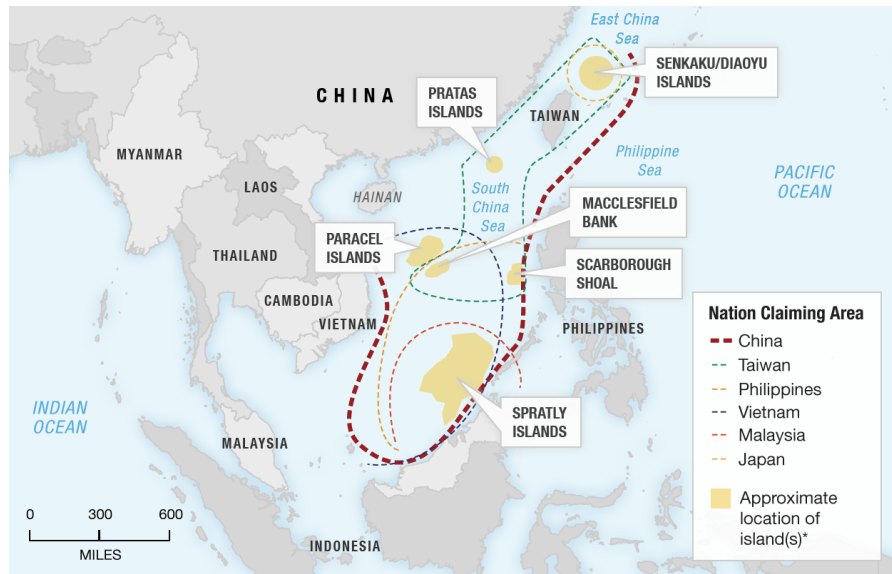 East China
Sea
SENKAKU/DIAOYU
ISLANDS
CHINA
PRATAS
ISLANDS
TAIWAN
MYANMAR
Philippine
Sea
PACIFIC
OCEAN
LAOS
HAINAN
South
China
Sea
MACCLESFIELD
BANK
PARACEL
ISLANDS
THAILAND
SCARBOROUGH
SHOAL
CAMBODIA
VIETNAM
PHILIPPINES
Nation Claiming Area
China
Taiwan
Philippines
Vietnam
Malaysia
Japan
Approximate
location of
island(s)*
INDIAN
OCEAN
SPRATLY
ISLANDS
MALAYSIA
0 300 600
MILES
INDONESIA